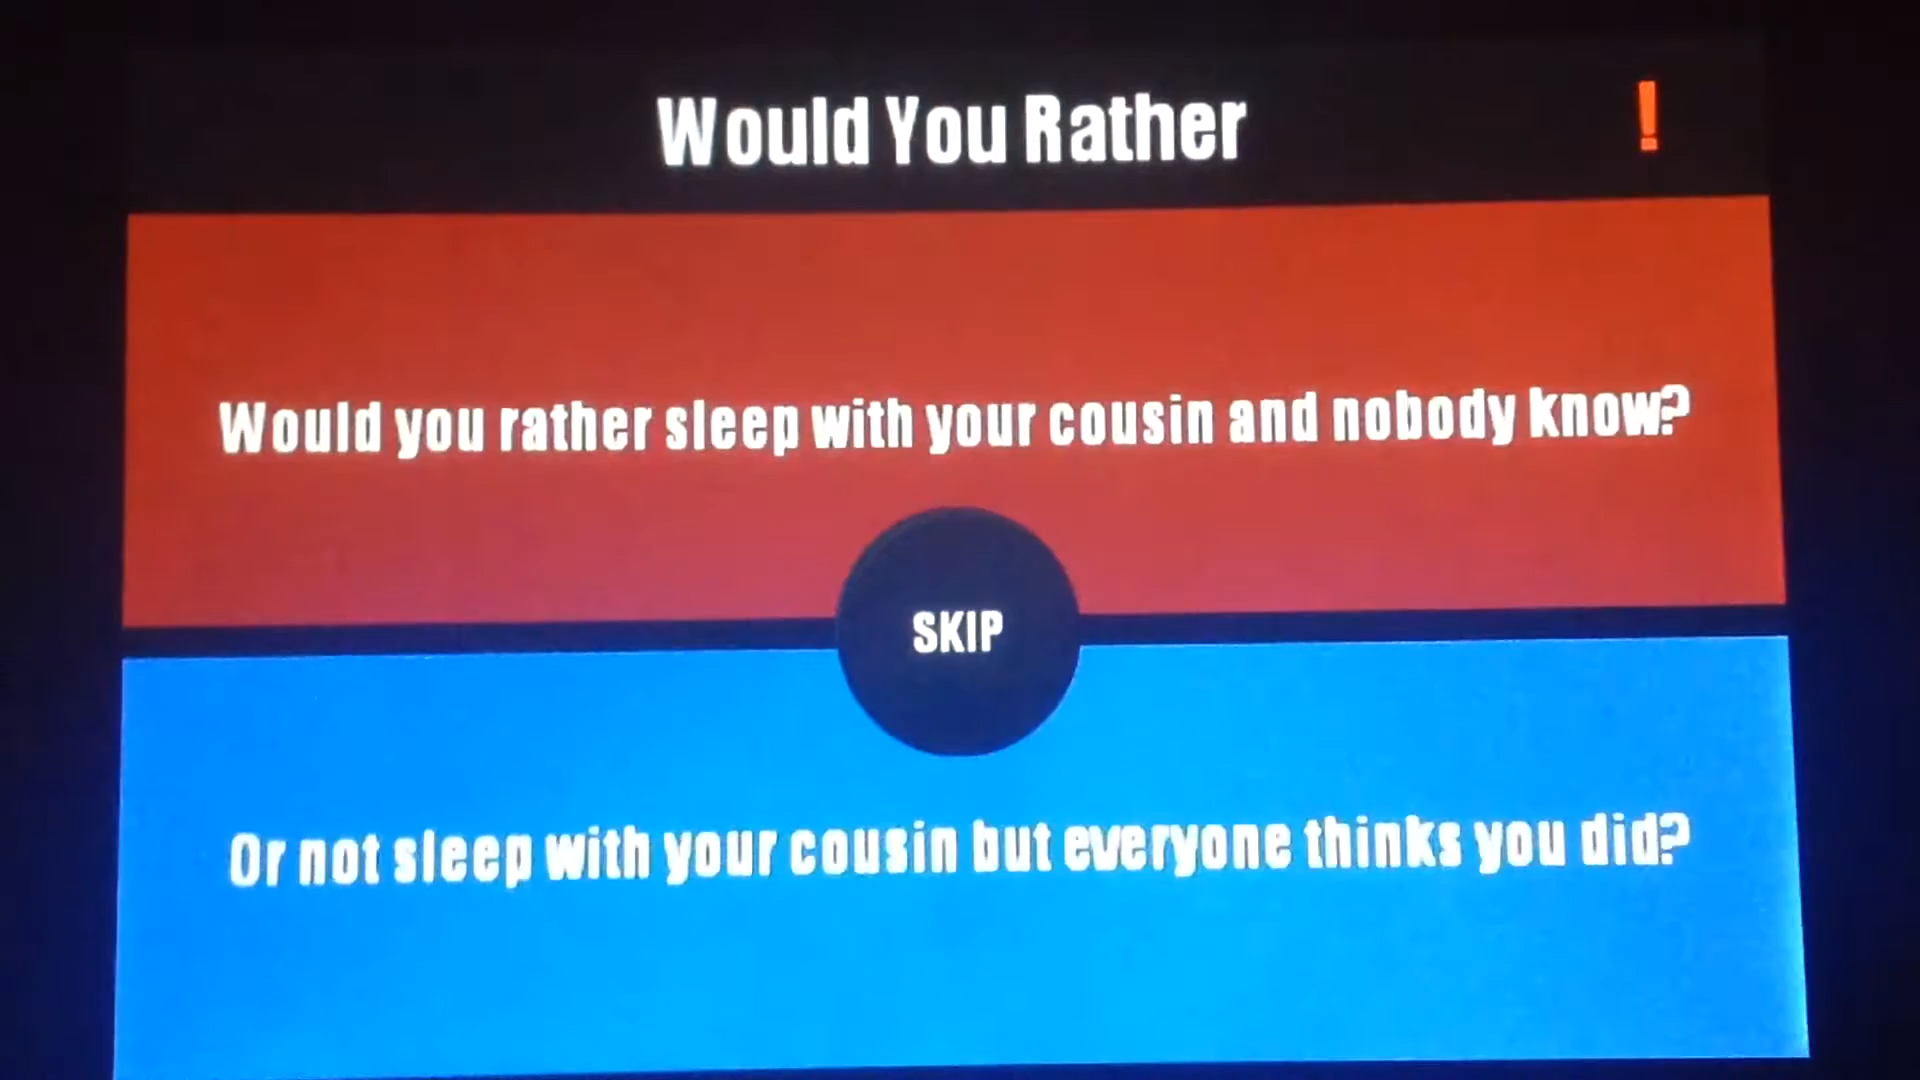 Would You Rather
!
Would you rather sleep with your cousin and nobody know?
SKIP
Or not sleep with your cousin but everyone thinks you did?